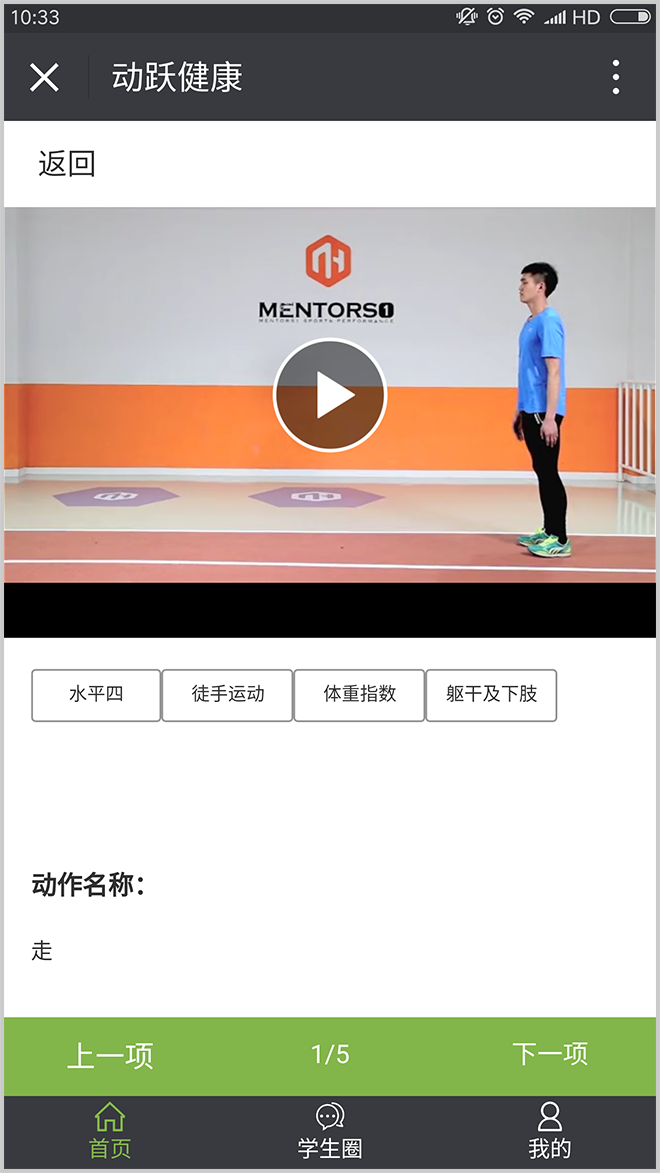 10:33 HD
动跃健康
返回
MENTORS1
MENTORS1 SPORTS PERFORMANCE
水平四 徒手运动 体重指数 躯干及下肢
动作名称：
走
上一项 1/5 下一项
首页 学生圈 我的